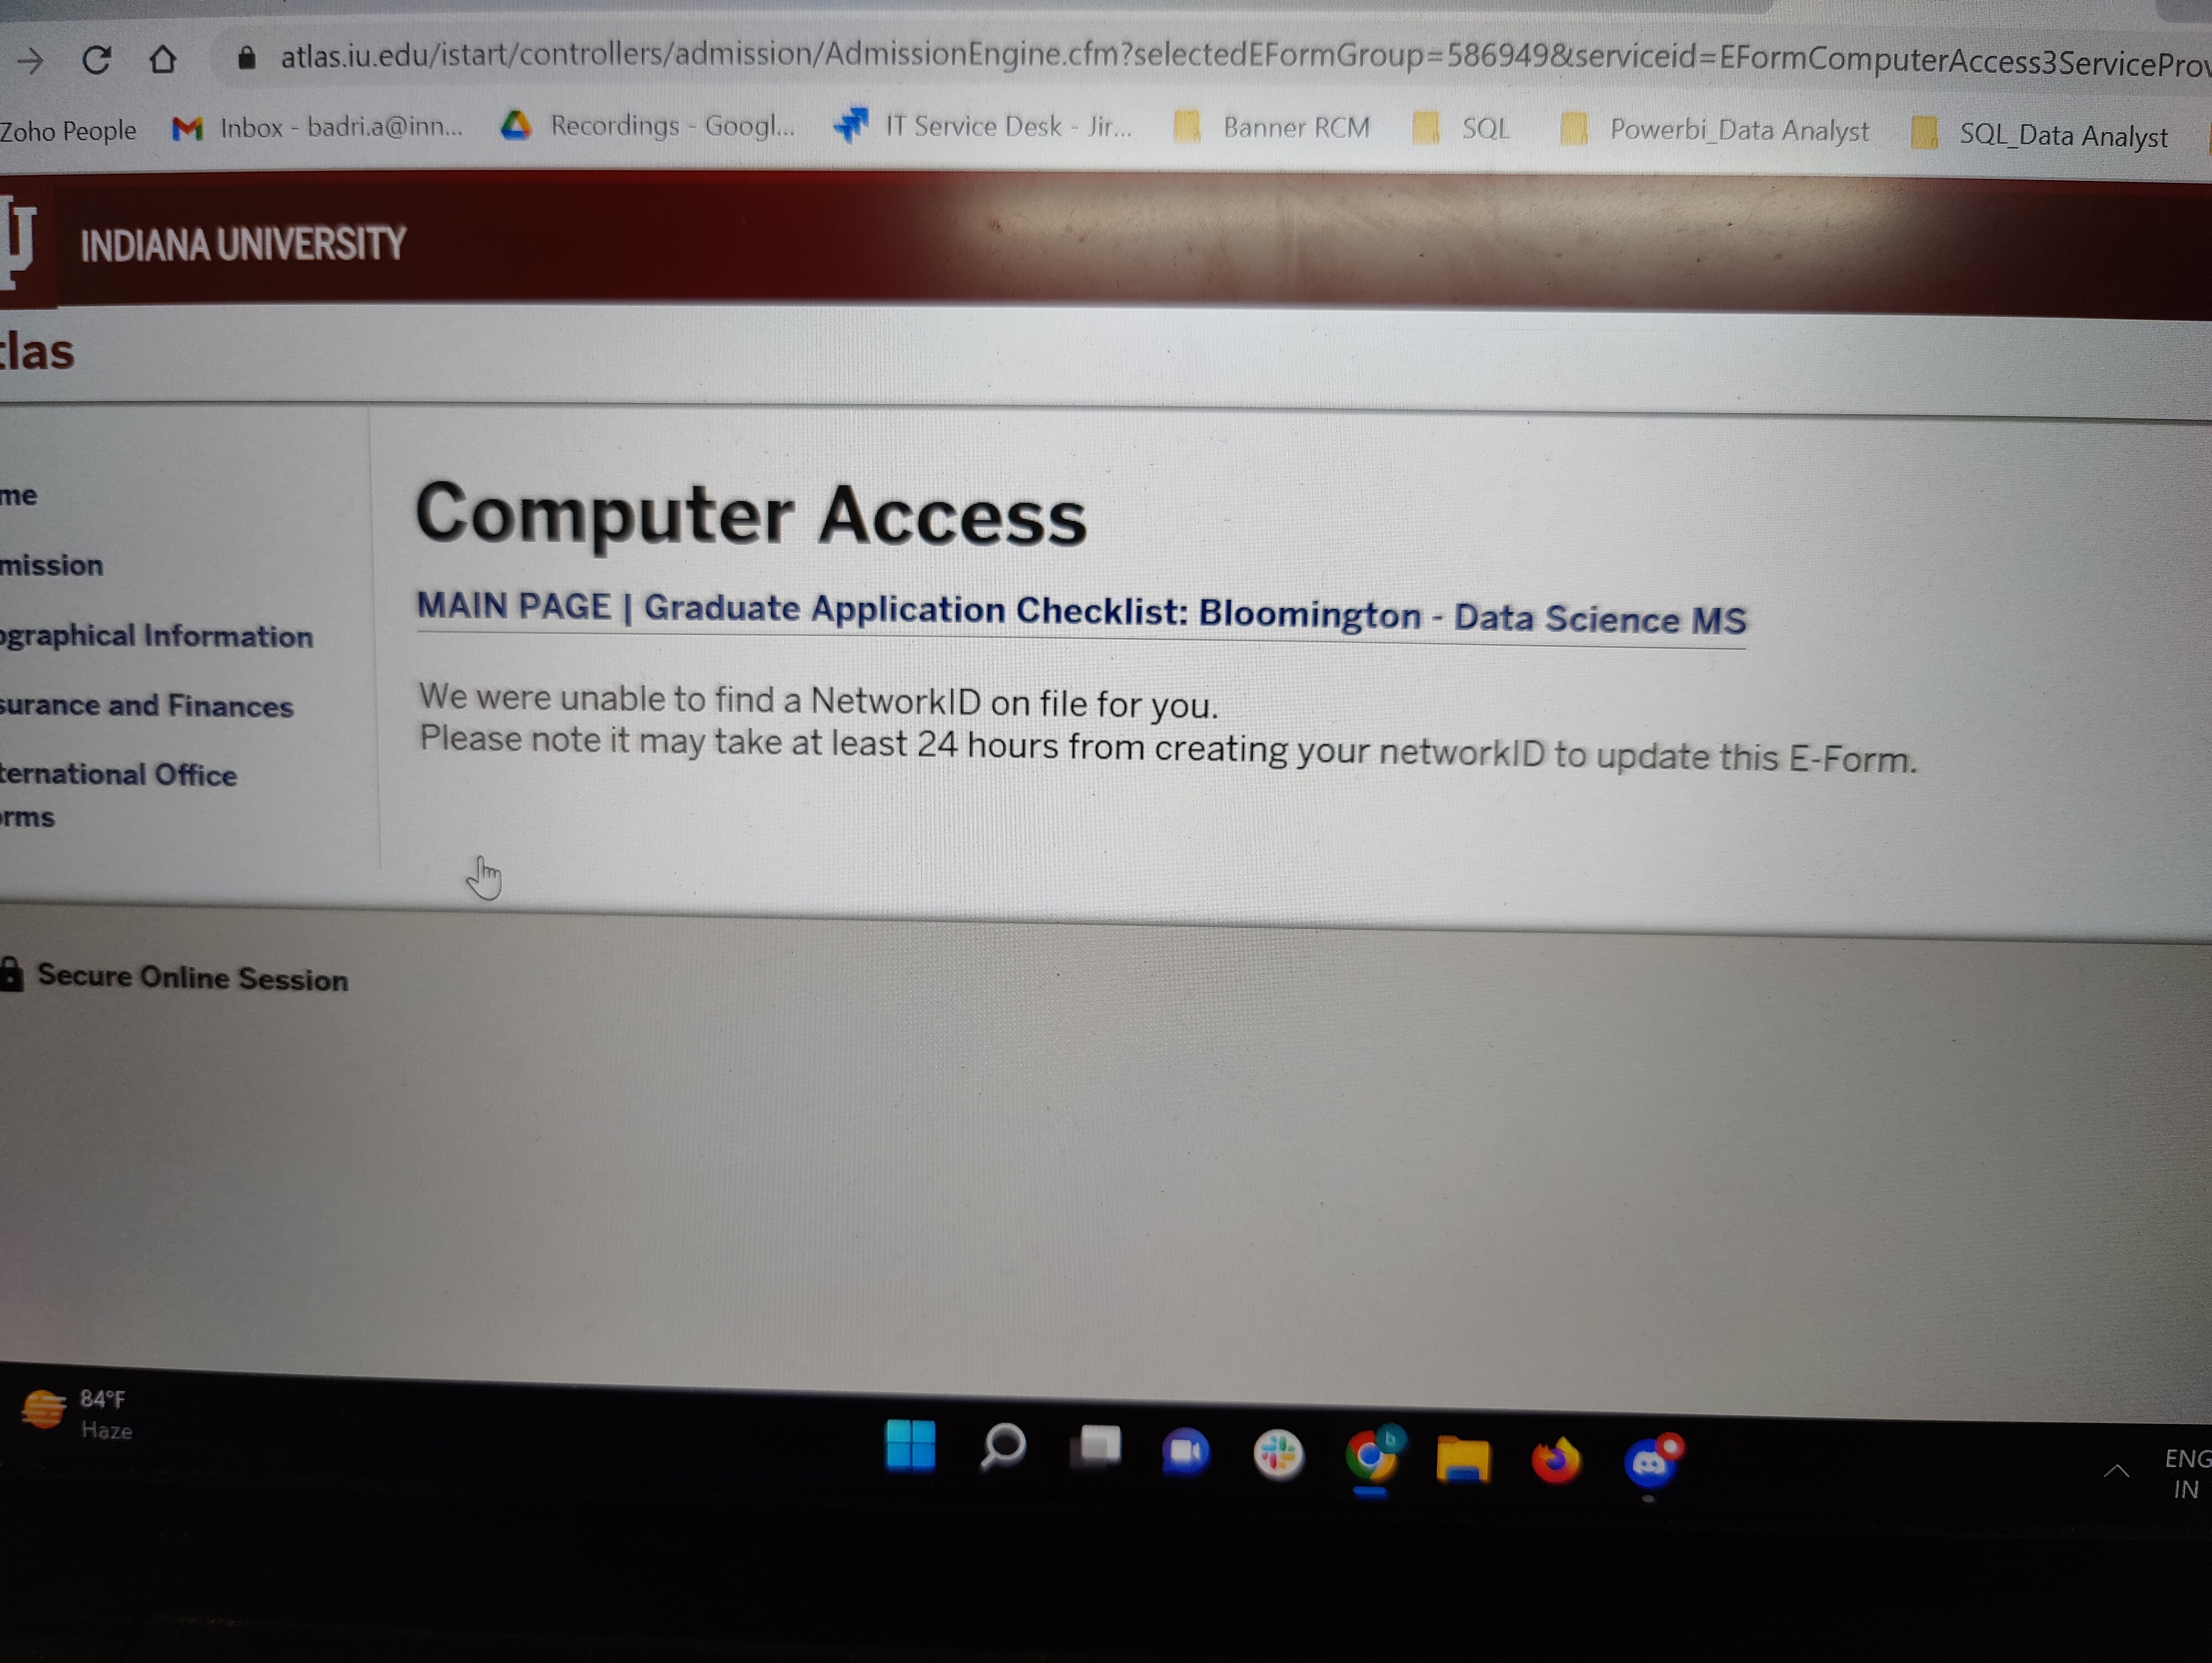 atlas.iu.edu/istart/controllers/admission/AdmissionEngine.cfm?selectedEFormGroup=586949&serviceid=EFormComputerAccess3ServiceProv
Zoho People Inbox - badri.a@inn... Recordings - Googl... IT Service Desk - Jir... Banner RCM SQL Powerbi_Data Analyst SQL_Data Analyst
INDIANA UNIVERSITY
tlas
me
mission
ographical Information
surance and Finances
ternational Office
orms
Computer Access
MAIN PAGE | Graduate Application Checklist: Bloomington - Data Science MS
We were unable to find a NetworkID on file for you.
Please note it may take at least 24 hours from creating your networkID to update this E-Form.
Secure Online Session
84°F
Haze
b
ENG
IN